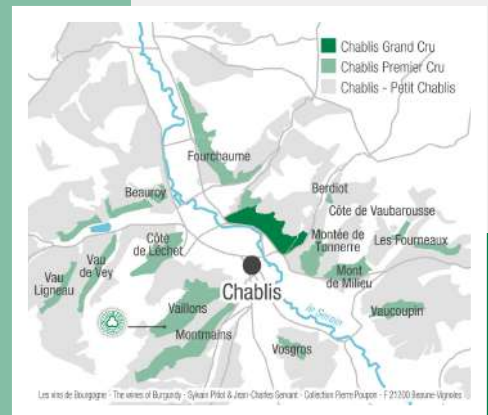 Chablis Grand Cru
Chablis Premier Cru
Chablis - Petit Chablis
Fourchaume
Berdiot
Beauroy
Côte de Vaubarousse
Côte
de Léchet
Montée de
Tonnerre
Les Fourneaux
Vau
de Vey
Vau
Ligneau
Mont
de Milieu
Chablis
le Serein
Vaillons
Vaucoupin
Montmains
Vosgros
Les vins de Bourgogne - The wines of Burgundy - Sylvain Pitiot & Jean-Charles Servant - Collection Pierre Poupon - F 21200 Beaune-Vignoles